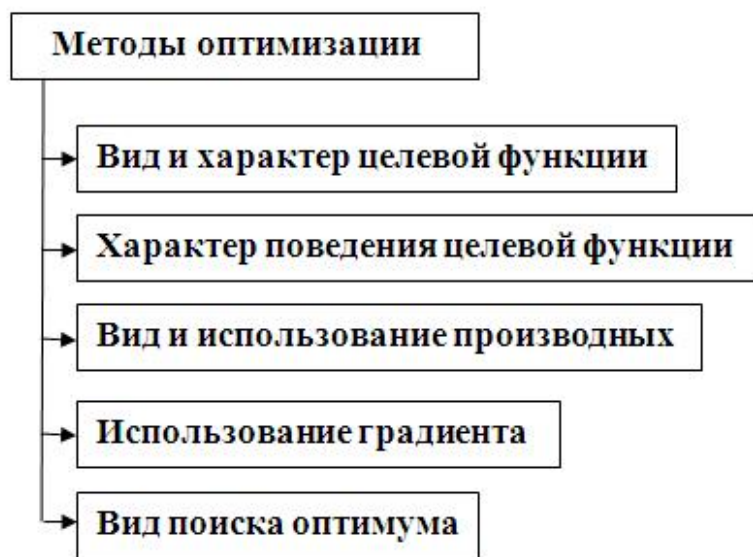 Методы оптимизации
Вид и характер целевой функции
Характер поведения целевой функции
Вид и использование производных
Использование градиента
Вид поиска оптимума